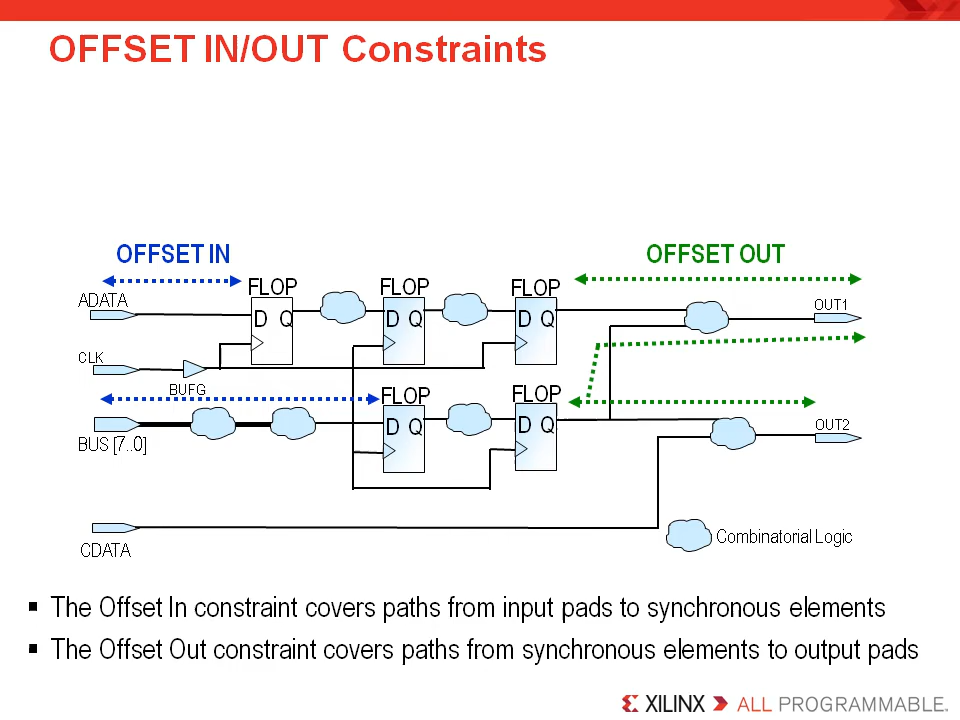 OFFSET IN/OUT Constraints
OFFSET IN
OFFSET OUT
FLOP
FLOP
FLOP
ADATA
D Q
D Q
D Q
OUT1
CLK
BUFG
FLOP
FLOP
D Q
D Q
BUS [7..0]
OUT2
CDATA
Combinatorial Logic
▪ The Offset In constraint covers paths from input pads to synchronous elements
▪ The Offset Out constraint covers paths from synchronous elements to output pads
XILINX ALL PROGRAMMABLE.